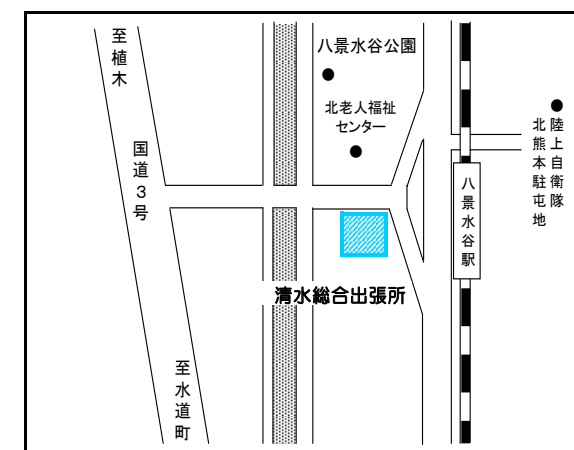 至植木
国道3号
至水道町
八景水谷公園
北老人福祉
センター
清水総合出張所
八景水谷駅
陸上自衛隊
北熊本駐屯地